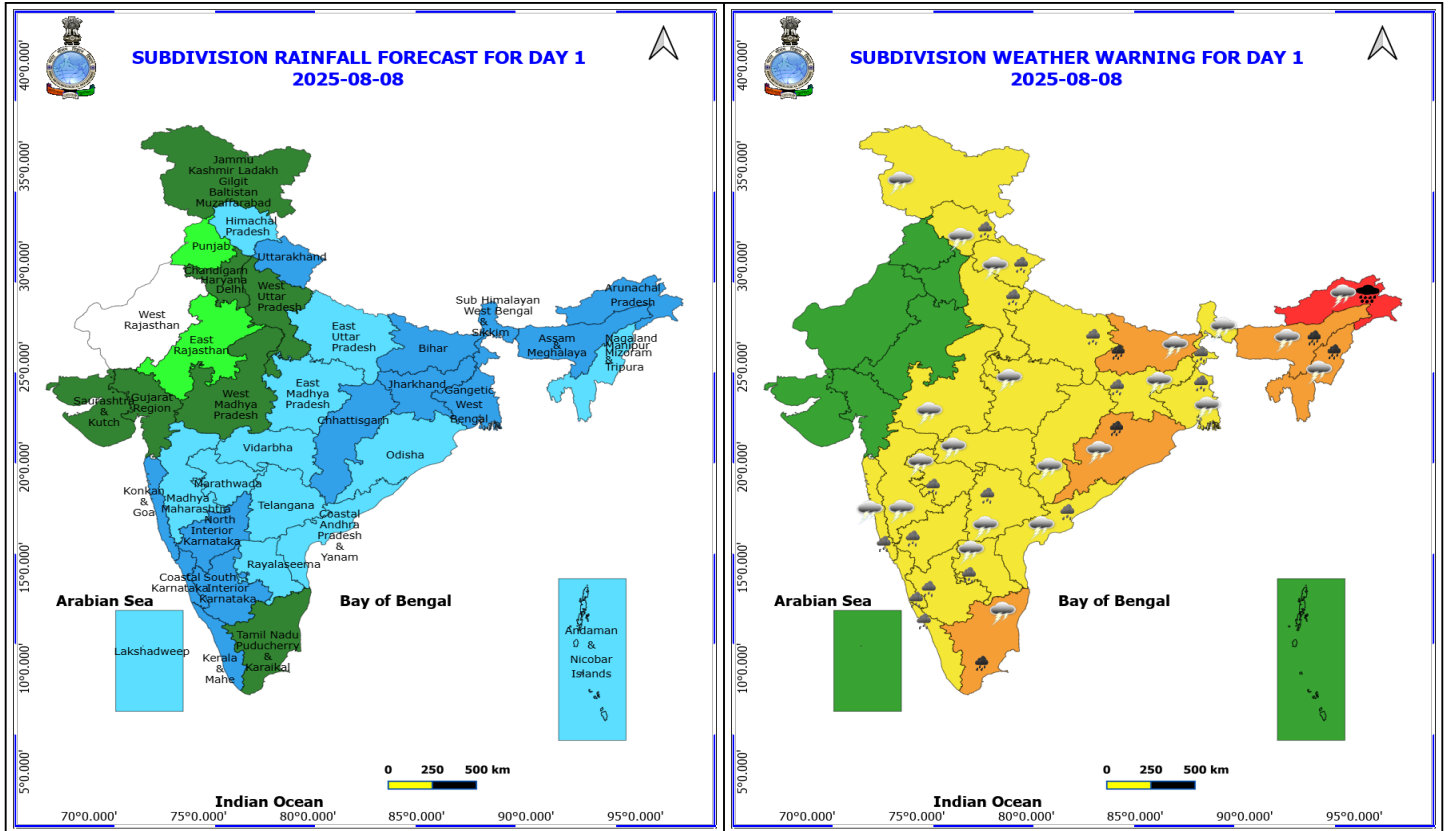 SUBDIVISION RAINFALL FORECAST FOR DAY 1
2025-08-08
40°0.000'
35°0.000'
30°0.000'
25°0.000'
20°0.000'
15°0.000'
10°0.000'
5°0.000'
Jammu
Kashmir Ladakh
Gilgit
Baltistan
Muzaffarabad
Himachal
Pradesh
Punjab
Uttarakhand
Chandigarh
Haryana
Delhi
West
Uttar
Pradesh
West
Rajasthan
East
Rajasthan
East
Uttar
Pradesh
Sub Himalayan
West Bengal
&
Sikkim
Arunachal
Pradesh
Assam
&
Meghalaya
Nagaland
Manipur
Mizoram
&
Tripura
Bihar
Jharkhand
Gangetic
West
Bengal
Saurashtra
&
Kutch
Gujarat
Region
West
Madhya
Pradesh
East
Madhya
Pradesh
Chhattisgarh
Odisha
Vidarbha
Marathwada
Madhya
Maharashtra
Konkan
&
Goa
Telangana
North
Interior
Karnataka
Coastal
Andhra
Pradesh
&
Yanam
Rayalaseema
Coastal
Karnataka
South
Interior
Karnataka
Arabian Sea
Bay of Bengal
Lakshadweep
Kerala
&
Mahe
Tamil Nadu
Puducherry
&
Karaikal
Andaman
&
Nicobar
Islands
0 250 500 km
Indian Ocean
70°0.000' 75°0.000' 80°0.000' 85°0.000' 90°0.000' 95°0.000'
SUBDIVISION WEATHER WARNING FOR DAY 1
2025-08-08
40°0.000'
35°0.000'
30°0.000'
25°0.000'
20°0.000'
15°0.000'
10°0.000'
5°0.000'
Arabian Sea
Bay of Bengal
0 250 500 km
Indian Ocean
70°0.000' 75°0.000' 80°0.000' 85°0.000' 90°0.000' 95°0.000'